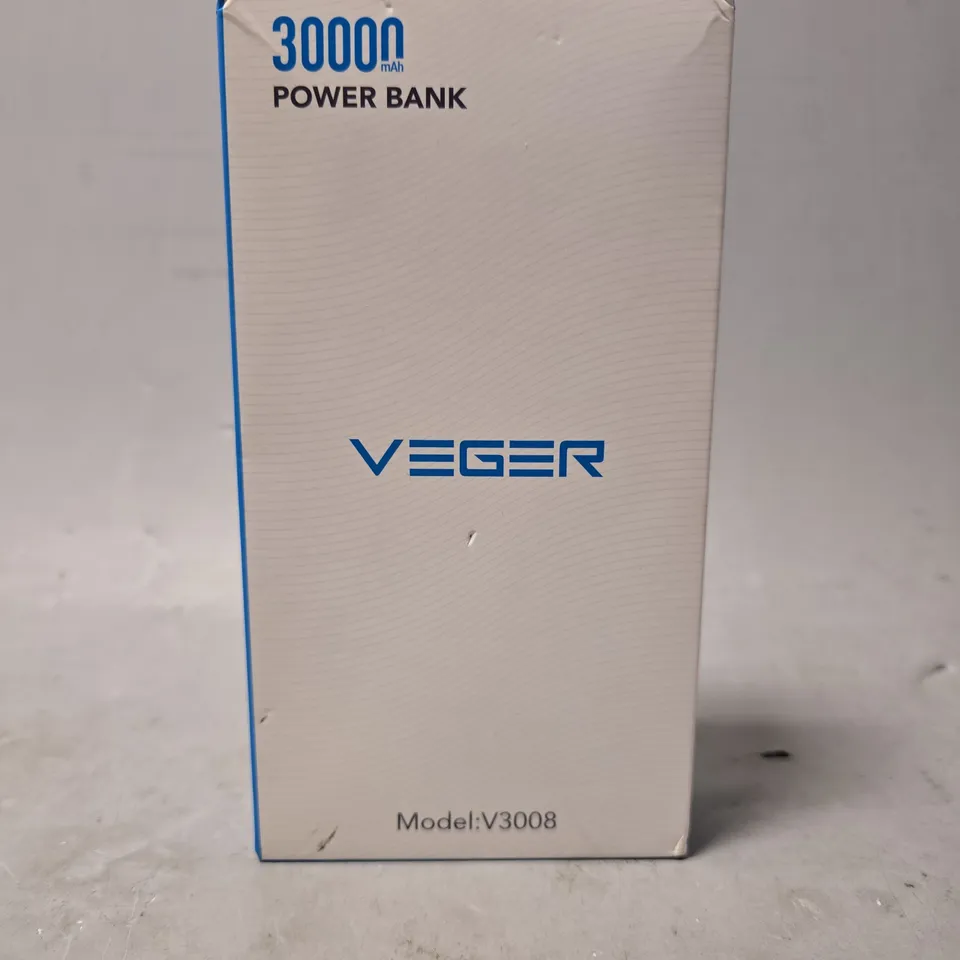 30000
mAh
POWER BANK
VEGER
Model:V3008